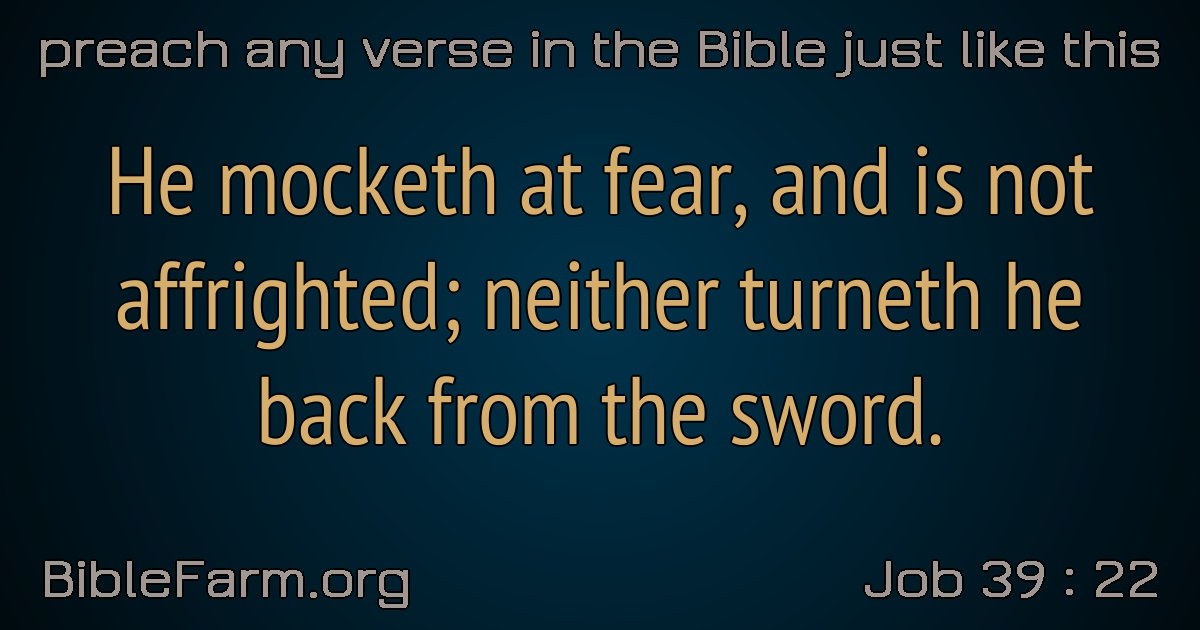 preach any verse in the Bible just like this
He mocketh at fear, and is not
affrighted; neither turneth he
back from the sword.
BibleFarm.org
Job 39 : 22